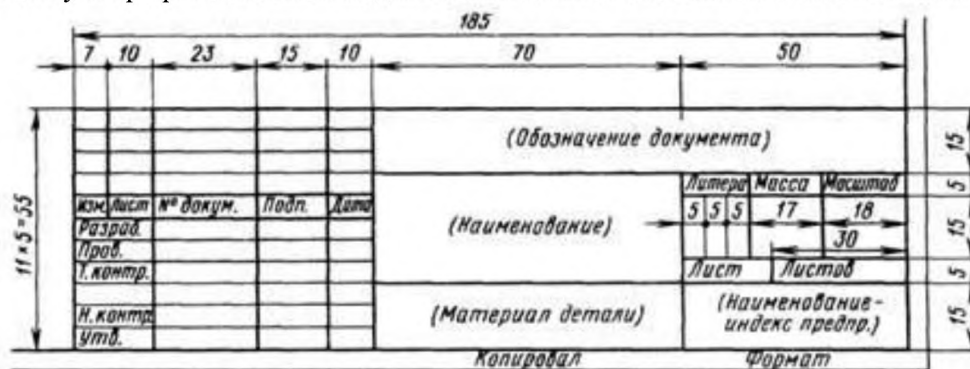 185
7 10 23 15 10 70 50
(Обозначение документа)
15
Литера Масса Масштаб
5
Изм. Лист № докум. Подп. Дата
5 5 5 17 18
Разраб.
(Наименование)
15
11 × 5 = 55
Пров.
30
Т. контр.
Лист Листов
5
(Материал детали)
(Наименование-
индекс предпр.)
15
Н. контр
Утв.
Копировал Формат